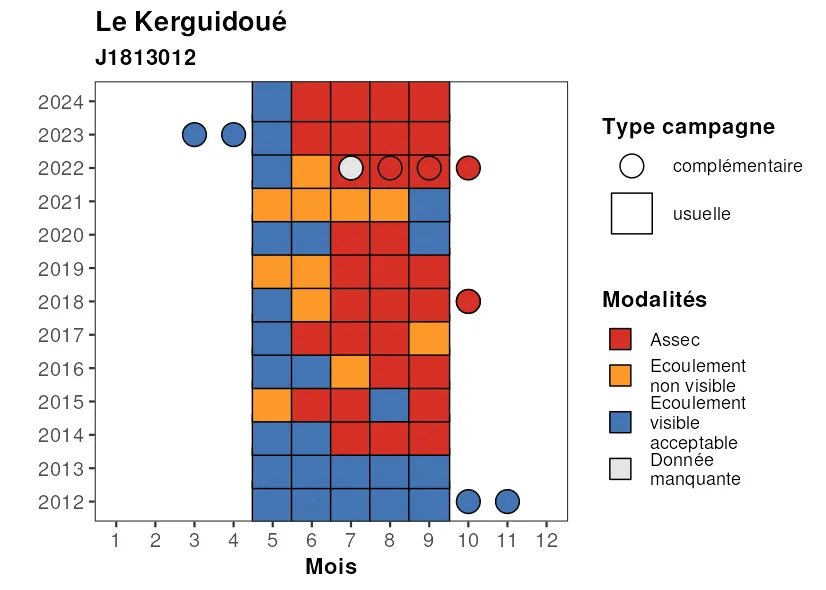 Le Kerguidoué
J1813012
2024
2023
2022
2021
2020
2019
2018
2017
2016
2015
2014
2013
2012
1 2 3 4 5 6 7 8 9 10 11 12
Mois
Type campagne
complémentaire
usuelle
Modalités
Assec
Ecoulement
non visible
Ecoulement
visible
acceptable
Donnée
manquante